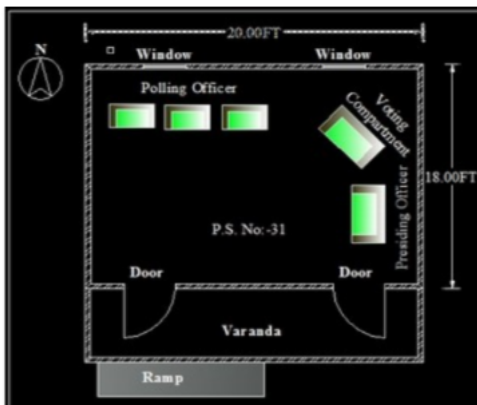 N
20.00FT
Window
Window
Polling Officer
Voting
Compartment
18.00FT
Presiding Officer
P.S. No:-31
Door
Door
Varanda
Ramp